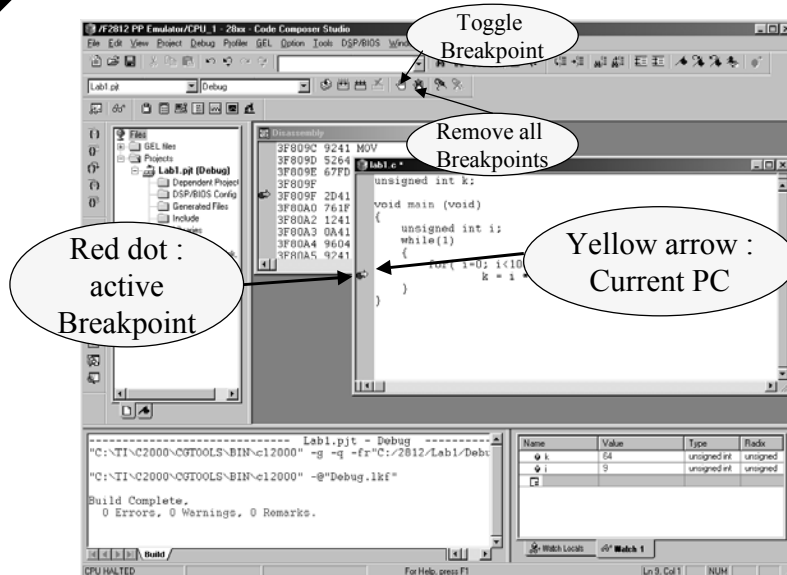 /F2812 PP Emulator/CPU_1 - 28xx - Code Composer Studio
File Edit View Project Debug Profiler GEL Option Tools DSP/BIOS
Toggle
Breakpoint
Lab1.pjt
Debug
Remove all
Breakpoints
Files
GEL files
Projects
Lab1.pjt (Debug)
Dependent Project
DSP/BIOS Config
Generated Files
Include
Disassembly
3F809C 9241 MOV
3F809D 5264
3F809E 67FD
3F809F
3F809F 2D41
3F80A0 761F
3F80A2 1241
3F80A3 0A41
3F80A4 9604
3F80A5 9241
lab1.c *
unsigned int k;
void main (void)
{
unsigned int i;
while(1)
{
for( i=0; i<10
k = i *
}
}
Red dot :
active
Breakpoint
Yellow arrow :
Current PC
---------------------------- Lab1.pjt - Debug ----------
"C:\TI\C2000\CGTOOLS\BIN\cl2000" -g -q -fr"C:/2812/Lab1/Debu
"C:\TI\C2000\CGTOOLS\BIN\cl2000" -@"Debug.lkf"
Build Complete,
0 Errors, 0 Warnings, 0 Remarks.
Build
Name Value Type Radix
k 64 unsigned int unsigned
i 9 unsigned int unsigned
Watch Locals Watch 1
CPU HALTED For Help, press F1 Ln 9, Col 1 NUM